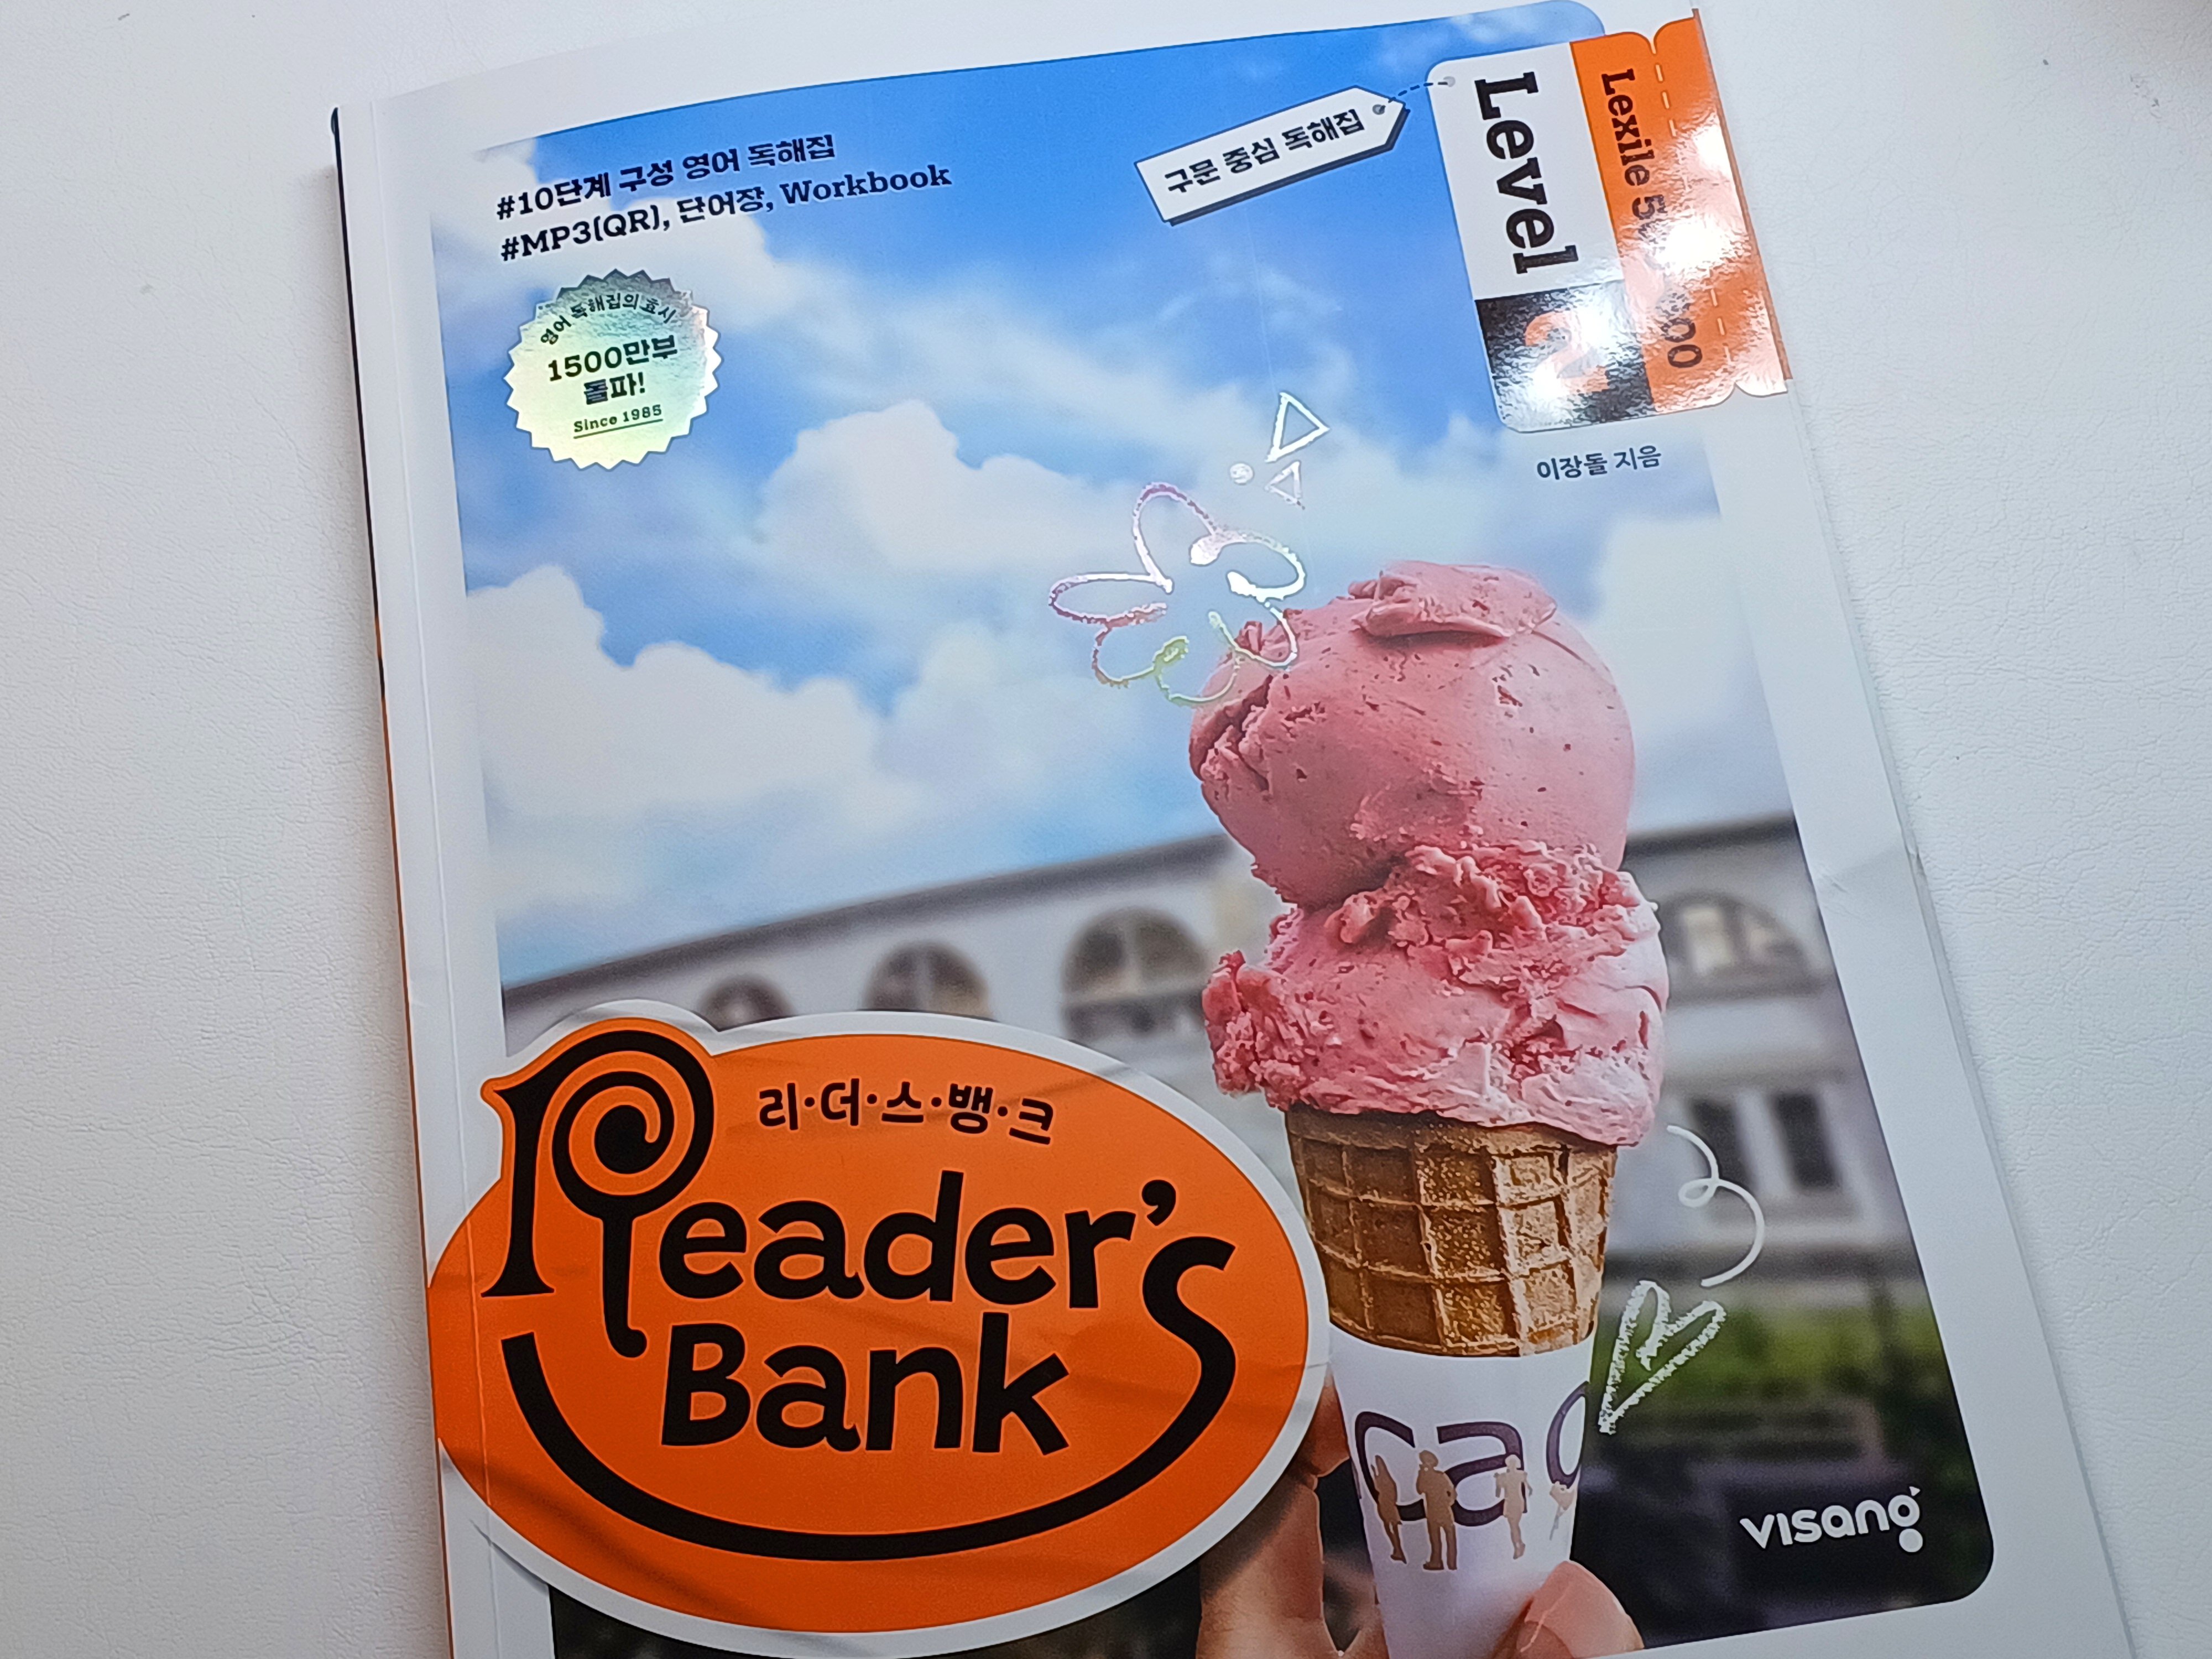 #10단계 구성 영어 독해집
#MP3(QR), 단어장, Workbook
구문 중심 독해집
Level 2
Lexile
영어 독해집의 효시
1500만부
돌파!
Since 1985
이장돌 지음
리·더·스·뱅·크
Reader's
Bank
visang